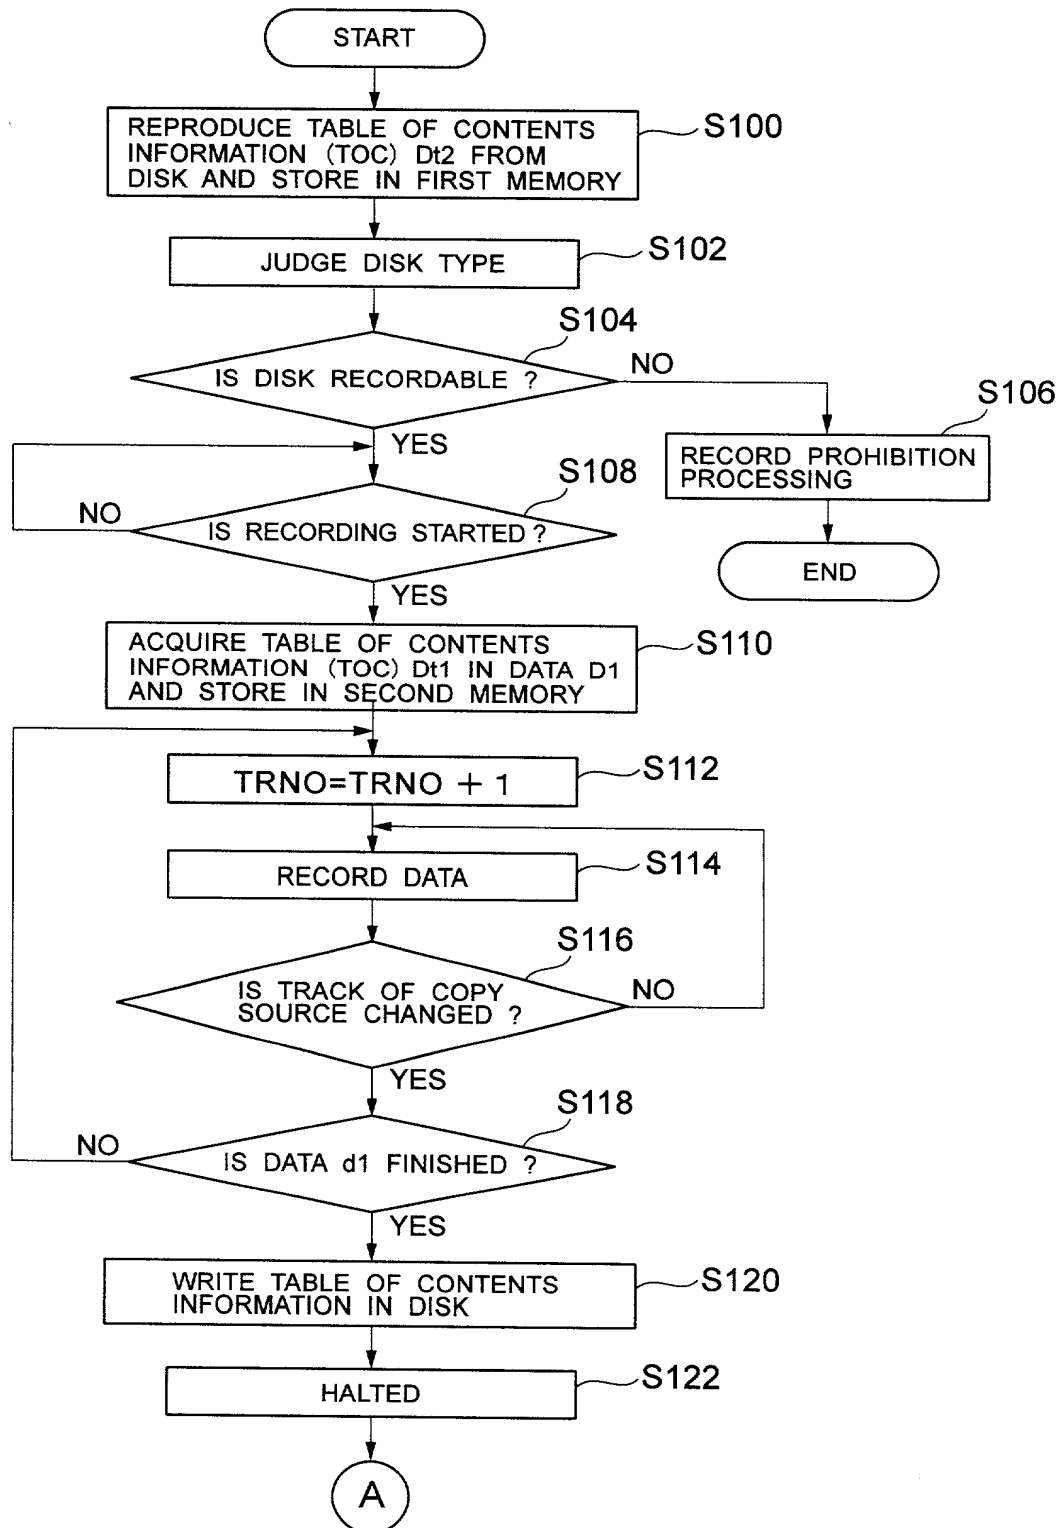 START
REPRODUCE TABLE OF CONTENTS
INFORMATION (TOC) Dt2 FROM
DISK AND STORE IN FIRST MEMORY
S100
JUDGE DISK TYPE
S102
S104
IS DISK RECORDABLE ?
NO
YES
S106
RECORD PROHIBITION
PROCESSING
END
S108
NO
IS RECORDING STARTED ?
YES
ACQUIRE TABLE OF CONTENTS
INFORMATION (TOC) Dt1 IN DATA D1
AND STORE IN SECOND MEMORY
S110
TRNO=TRNO + 1
S112
RECORD DATA
S114
S116
IS TRACK OF COPY
SOURCE CHANGED ?
NO
YES
S118
NO
IS DATA d1 FINISHED ?
YES
WRITE TABLE OF CONTENTS
INFORMATION IN DISK
S120
HALTED
S122
A